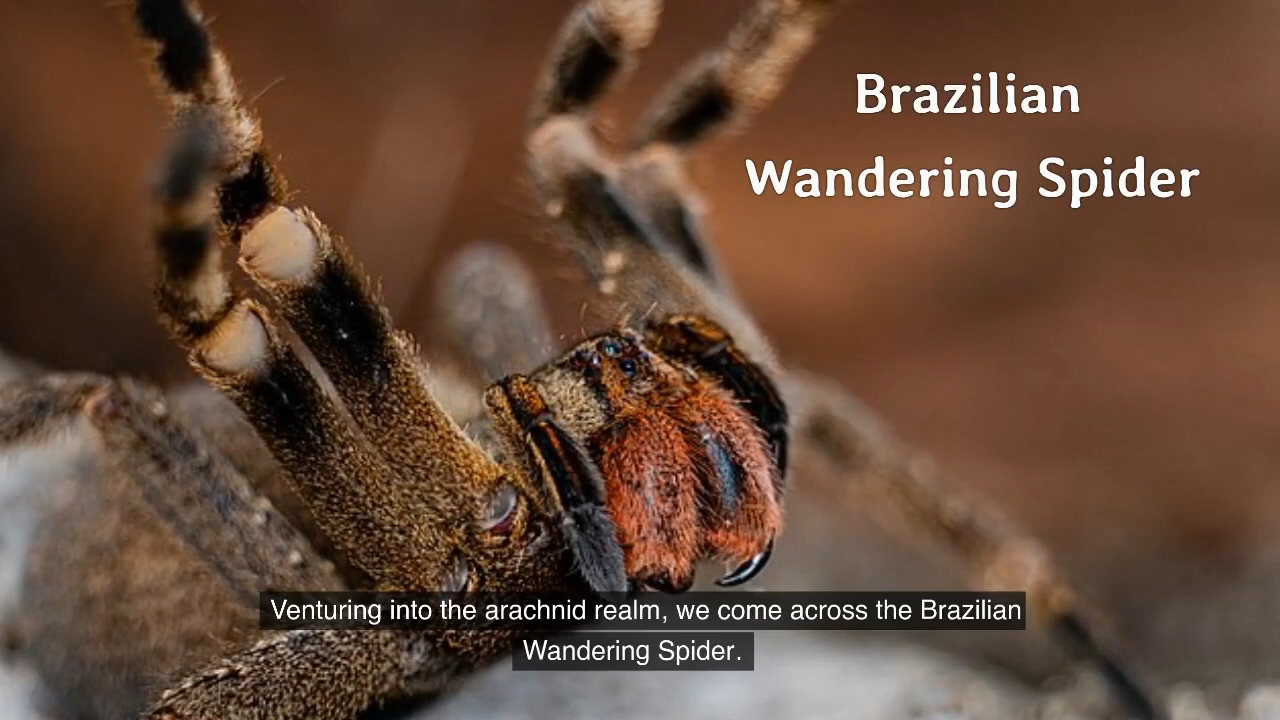 Brazilian
Wandering Spider
Venturing into the arachnid realm, we come across the Brazilian
Wandering Spider.